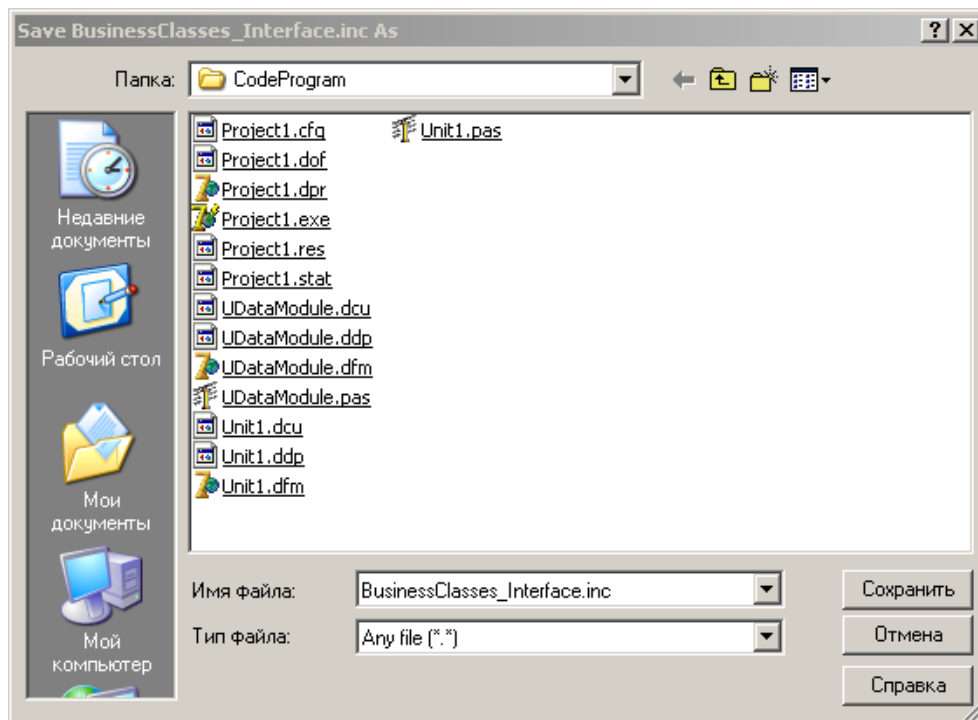 Save BusinessClasses_Interface.inc As
Папка: CodeProgram
Недавние
документы
Рабочий стол
Мои
документы
Мой
компьютер
Project1.cfg
Project1.dof
Project1.dpr
Project1.exe
Project1.res
Project1.stat
UDataModule.dcu
UDataModule.ddp
UDataModule.dfm
UDataModule.pas
Unit1.dcu
Unit1.ddp
Unit1.dfm
Unit1.pas
Имя файла: BusinessClasses_Interface.inc
Сохранить
Тип файла: Any file (*.*)
Отмена
Справка